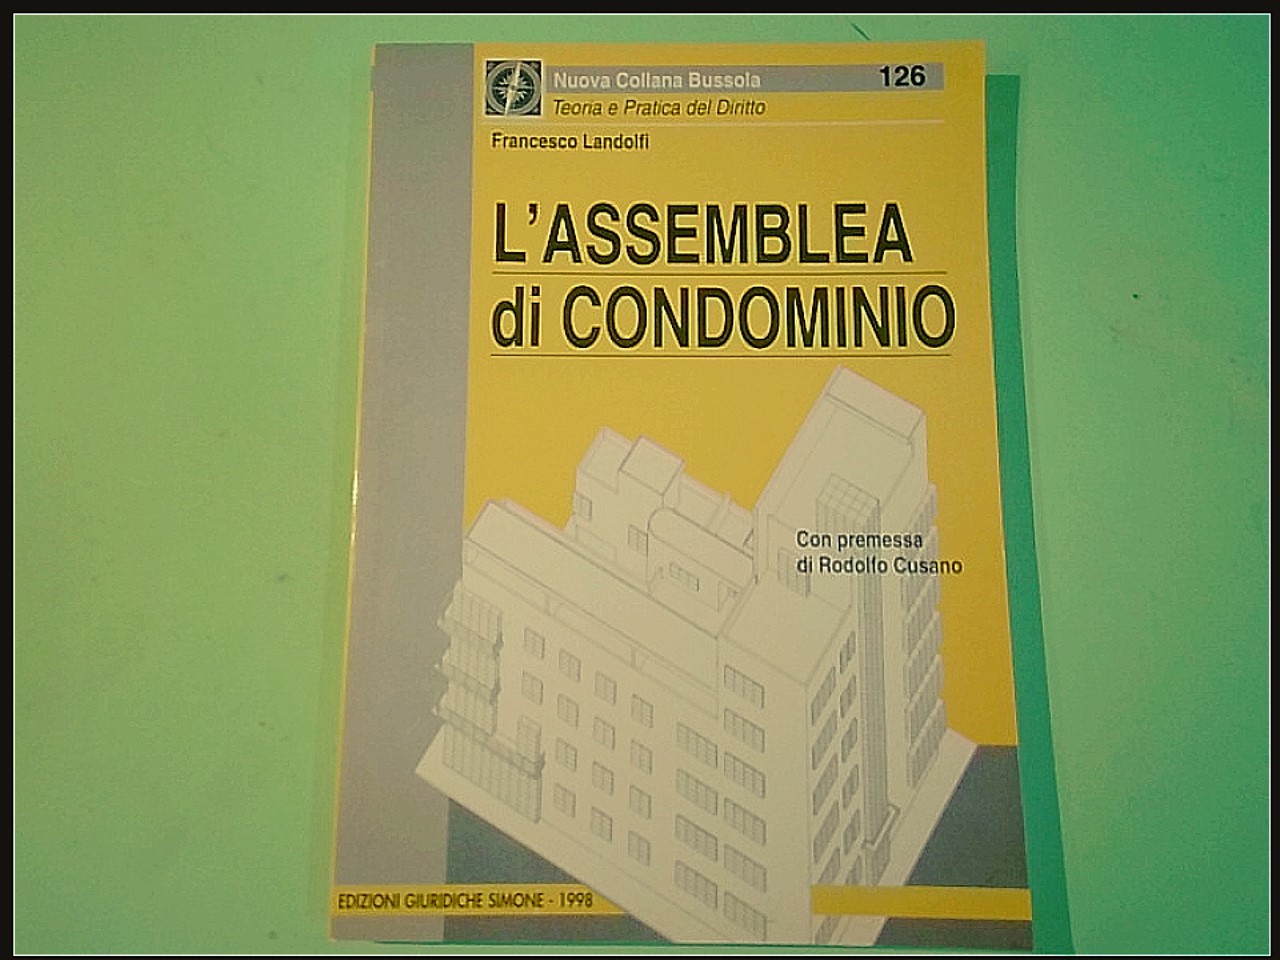 Nuova Collana Bussola 126
Teoria e Pratica del Diritto
Francesco Landolfi
L'ASSEMBLEA
di CONDOMINIO
Con premessa
di Rodolfo Cusano
EDIZIONI GIURIDICHE SIMONE - 1998